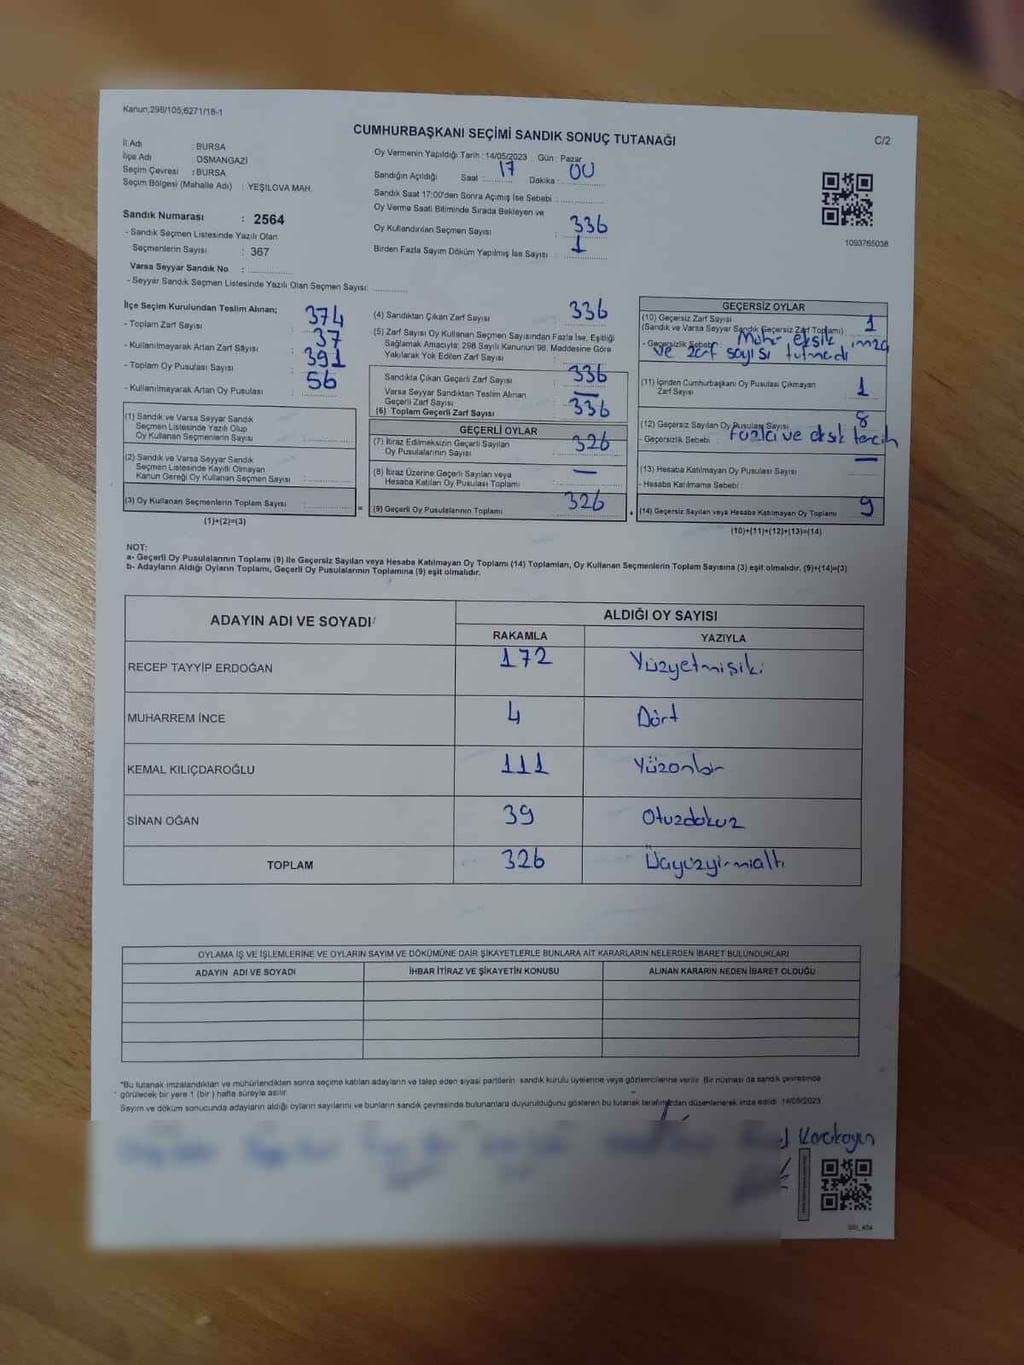 Kanun;298/105,6271/18-1
CUMHURBAŞKANI SEÇİMİ SANDIK SONUÇ TUTANAĞI
C/2
İl Adı : BURSA
İlçe Adı : OSMANGAZİ
Seçim Çevresi : BURSA
Seçim Bölgesi (Mahalle Adı) : YEŞİLOVA MAH.
Sandık Numarası : 2564
- Sandık Seçmen Listesinde Yazılı Olan
Seçmenlerin Sayısı : 367
Varsa Seyyar Sandık No :
- Seyyar Sandık Seçmen Listesinde Yazılı Olan Seçmen Sayısı:
Oy Vermenin Yapıldığı Tarih : 14/05/2023 Gün : Pazar
Sandığın Açıldığı Saat : 17 Dakika : 00
Sandık Saat 17:00'den Sonra Açımış İse Sebebi :
Oy Verme Saati Bitiminde Sırada Bekleyen ve
Oy Kullandırılan Seçmen Sayısı : 336
Birden Fazla Sayım Döküm Yapılmış İse Sayısı : 1
1093765038
İlçe Seçim Kurulundan Teslim Alınan;
- Toplam Zarf Sayısı : 374
- Kullanılmayarak Artan Zarf Sayısı : 37
- Toplam Oy Pusulası Sayısı : 391
- Kullanılmayarak Artan Oy Pusulası : 56
(1) Sandık ve Varsa Seyyar Sandık
Seçmen Listesinde Yazılı Olup
Oy Kullanan Seçmenlerin Sayısı :
(2) Sandık ve Varsa Seyyar Sandık
Seçmen Listesinde Kayıtlı Olmayan
Kanun Gereği Oy Kullanan Seçmen Sayısı :
(3) Oy Kullanan Seçmenlerin Toplam Sayısı :
(1)+(2)=(3)
(4) Sandıktan Çıkan Zarf Sayısı : 336
(5) Zarf Sayısı Oy Kullanan Seçmen Sayısından Fazla İse, Eşitliği
Sağlamak Amacıyla; 298 Sayılı Kanunun 98. Maddesine Göre
Yakılarak Yok Edilen Zarf Sayısı :
Sandıkta Çıkan Geçerli Zarf Sayısı : 336
Varsa Seyyar Sandıktan Teslim Alınan
Geçerli Zarf Sayısı : —
(6) Toplam Geçerli Zarf Sayısı : 336
GEÇERLİ OYLAR
(7) İtiraz Edilmeksizin Geçerli Sayılan
Oy Pusulalarının Sayısı : 326
(8) İtiraz Üzerine Geçerli Sayılan veya
Hesaba Katılan Oy Pusulası Toplamı : —
(9) Geçerli Oy Pusulalarının Toplamı : 326
GEÇERSİZ OYLAR
(10) Geçersiz Zarf Sayısı
(Sandık ve Varsa Seyyar Sandık Geçersiz Zarf Toplamı) : 1
- Geçersizlik Sebebi : Mühr eksik, imza
ve zarf sayısı tutmadı
(11) İçinden Cumhurbaşkanı Oy Pusulası Çıkmayan
Zarf Sayısı : 1
(12) Geçersiz Sayılan Oy Pusulası Sayısı : 8
- Geçersizlik Sebebi : Fazla ve eksik tercih
(13) Hesaba Katılmayan Oy Pusulası Sayısı : —
- Hesaba Katılmama Sebebi :
(14) Geçersiz Sayılan veya Hesaba Katılmayan Oy Toplamı : 9
(10)+(11)+(12)+(13)=(14)
NOT:
a- Geçerli Oy Pusulalarının Toplamı (9) ile Geçersiz Sayılan veya Hesaba Katılmayan Oy Toplamı (14) Toplamları, Oy Kullanan Seçmenlerin Toplam Sayısına (3) eşit olmalıdır. (9)+(14)=(3)
b- Adayların Aldığı Oyların Toplamı, Geçerli Oy Pusulalarının Toplamına (9) eşit olmalıdır.
ADAYIN ADI VE SOYADI ALDIĞI OY SAYISI
RAKAMLA YAZIYLA
RECEP TAYYİP ERDOĞAN 172 Yüzyetmişiki
MUHARREM İNCE 4 Dört
KEMAL KILIÇDAROĞLU 111 Yüzonbir
SİNAN OĞAN 39 Otuzdokuz
TOPLAM 326 Üçyüzyirmialtı
OYLAMA İŞ VE İŞLEMLERİNE VE OYLARIN SAYIM VE DÖKÜMÜNE DAİR ŞİKAYETLERLE BUNLARA AİT KARARLARIN NELERDEN İBARET BULUNDUKLARI
ADAYIN ADI VE SOYADI İHBAR İTİRAZ VE ŞİKAYETİN KONUSU ALINAN KARARIN NEDEN İBARET OLDUĞU
*Bu tutanak imzalandıktan ve mühürlendikten sonra seçime katılan adayların ve talep eden siyasi partilerin sandık kurulu üyelerine veya gözlemcilerine verilir. Bir nüshası da sandık çevresinde
görülecek bir yere 1 (bir) hafta süreyle asılır.
Sayım ve döküm sonucunda adayların aldığı oyların sayılarını ve bunların sandık çevresinde bulunanlara duyurulduğunu gösteren bu tutanak tarafımızdan düzenlenerek imza edildi. 14/05/2023